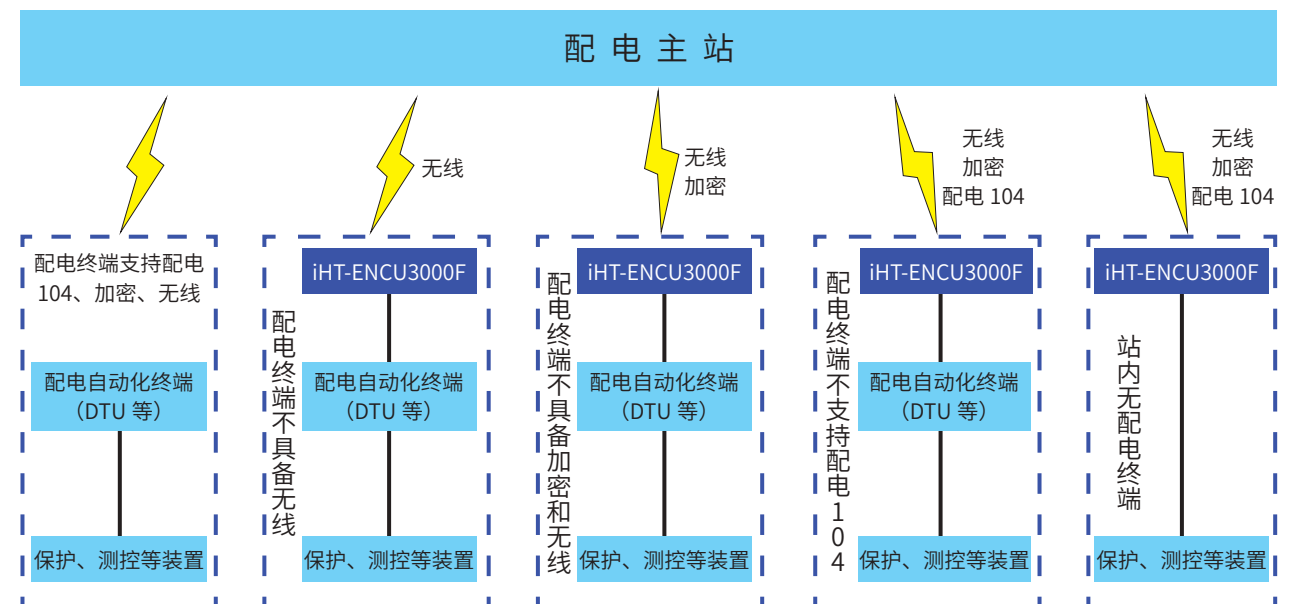 配电主站
无线
无线
加密
无线
加密
配电 104
无线
加密
配电 104
配电终端支持配电
104、加密、无线
配电自动化终端
（DTU 等）
保护、测控等装置
配电终端不具备无线
iHT-ENCU3000F
配电自动化终端
（DTU 等）
保护、测控等装置
配电终端不具备加密和无线
iHT-ENCU3000F
配电自动化终端
（DTU 等）
保护、测控等装置
配电终端不支持配电104
iHT-ENCU3000F
配电自动化终端
（DTU 等）
保护、测控等装置
iHT-ENCU3000F
站内无配电终端
保护、测控等装置